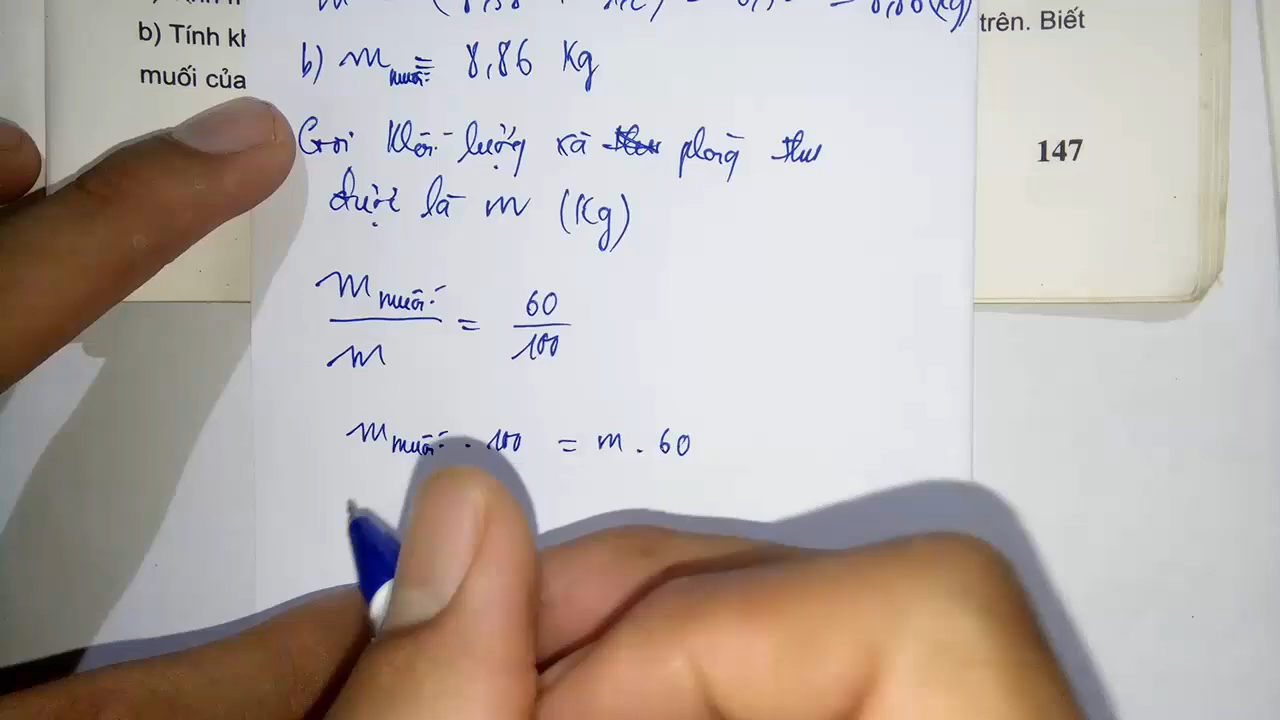 b) Tính kh
muối của
trên. Biết
147
b) m muối = 8,86 Kg
Gọi khối lượng xà phòng thu
được là m (Kg)
m muối / m = 60 / 100
m muối . 100 = m . 60